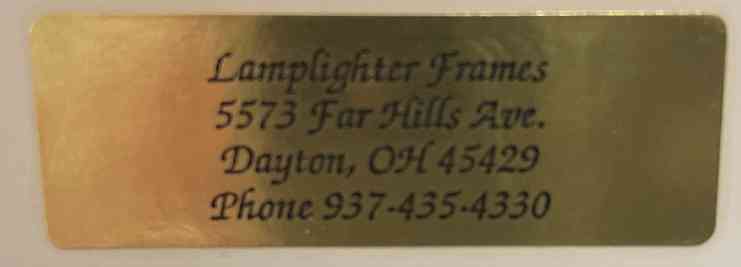 Lamplighter Frames
5573 Far Hills Ave.
Dayton, OH 45429
Phone 937-435-4330